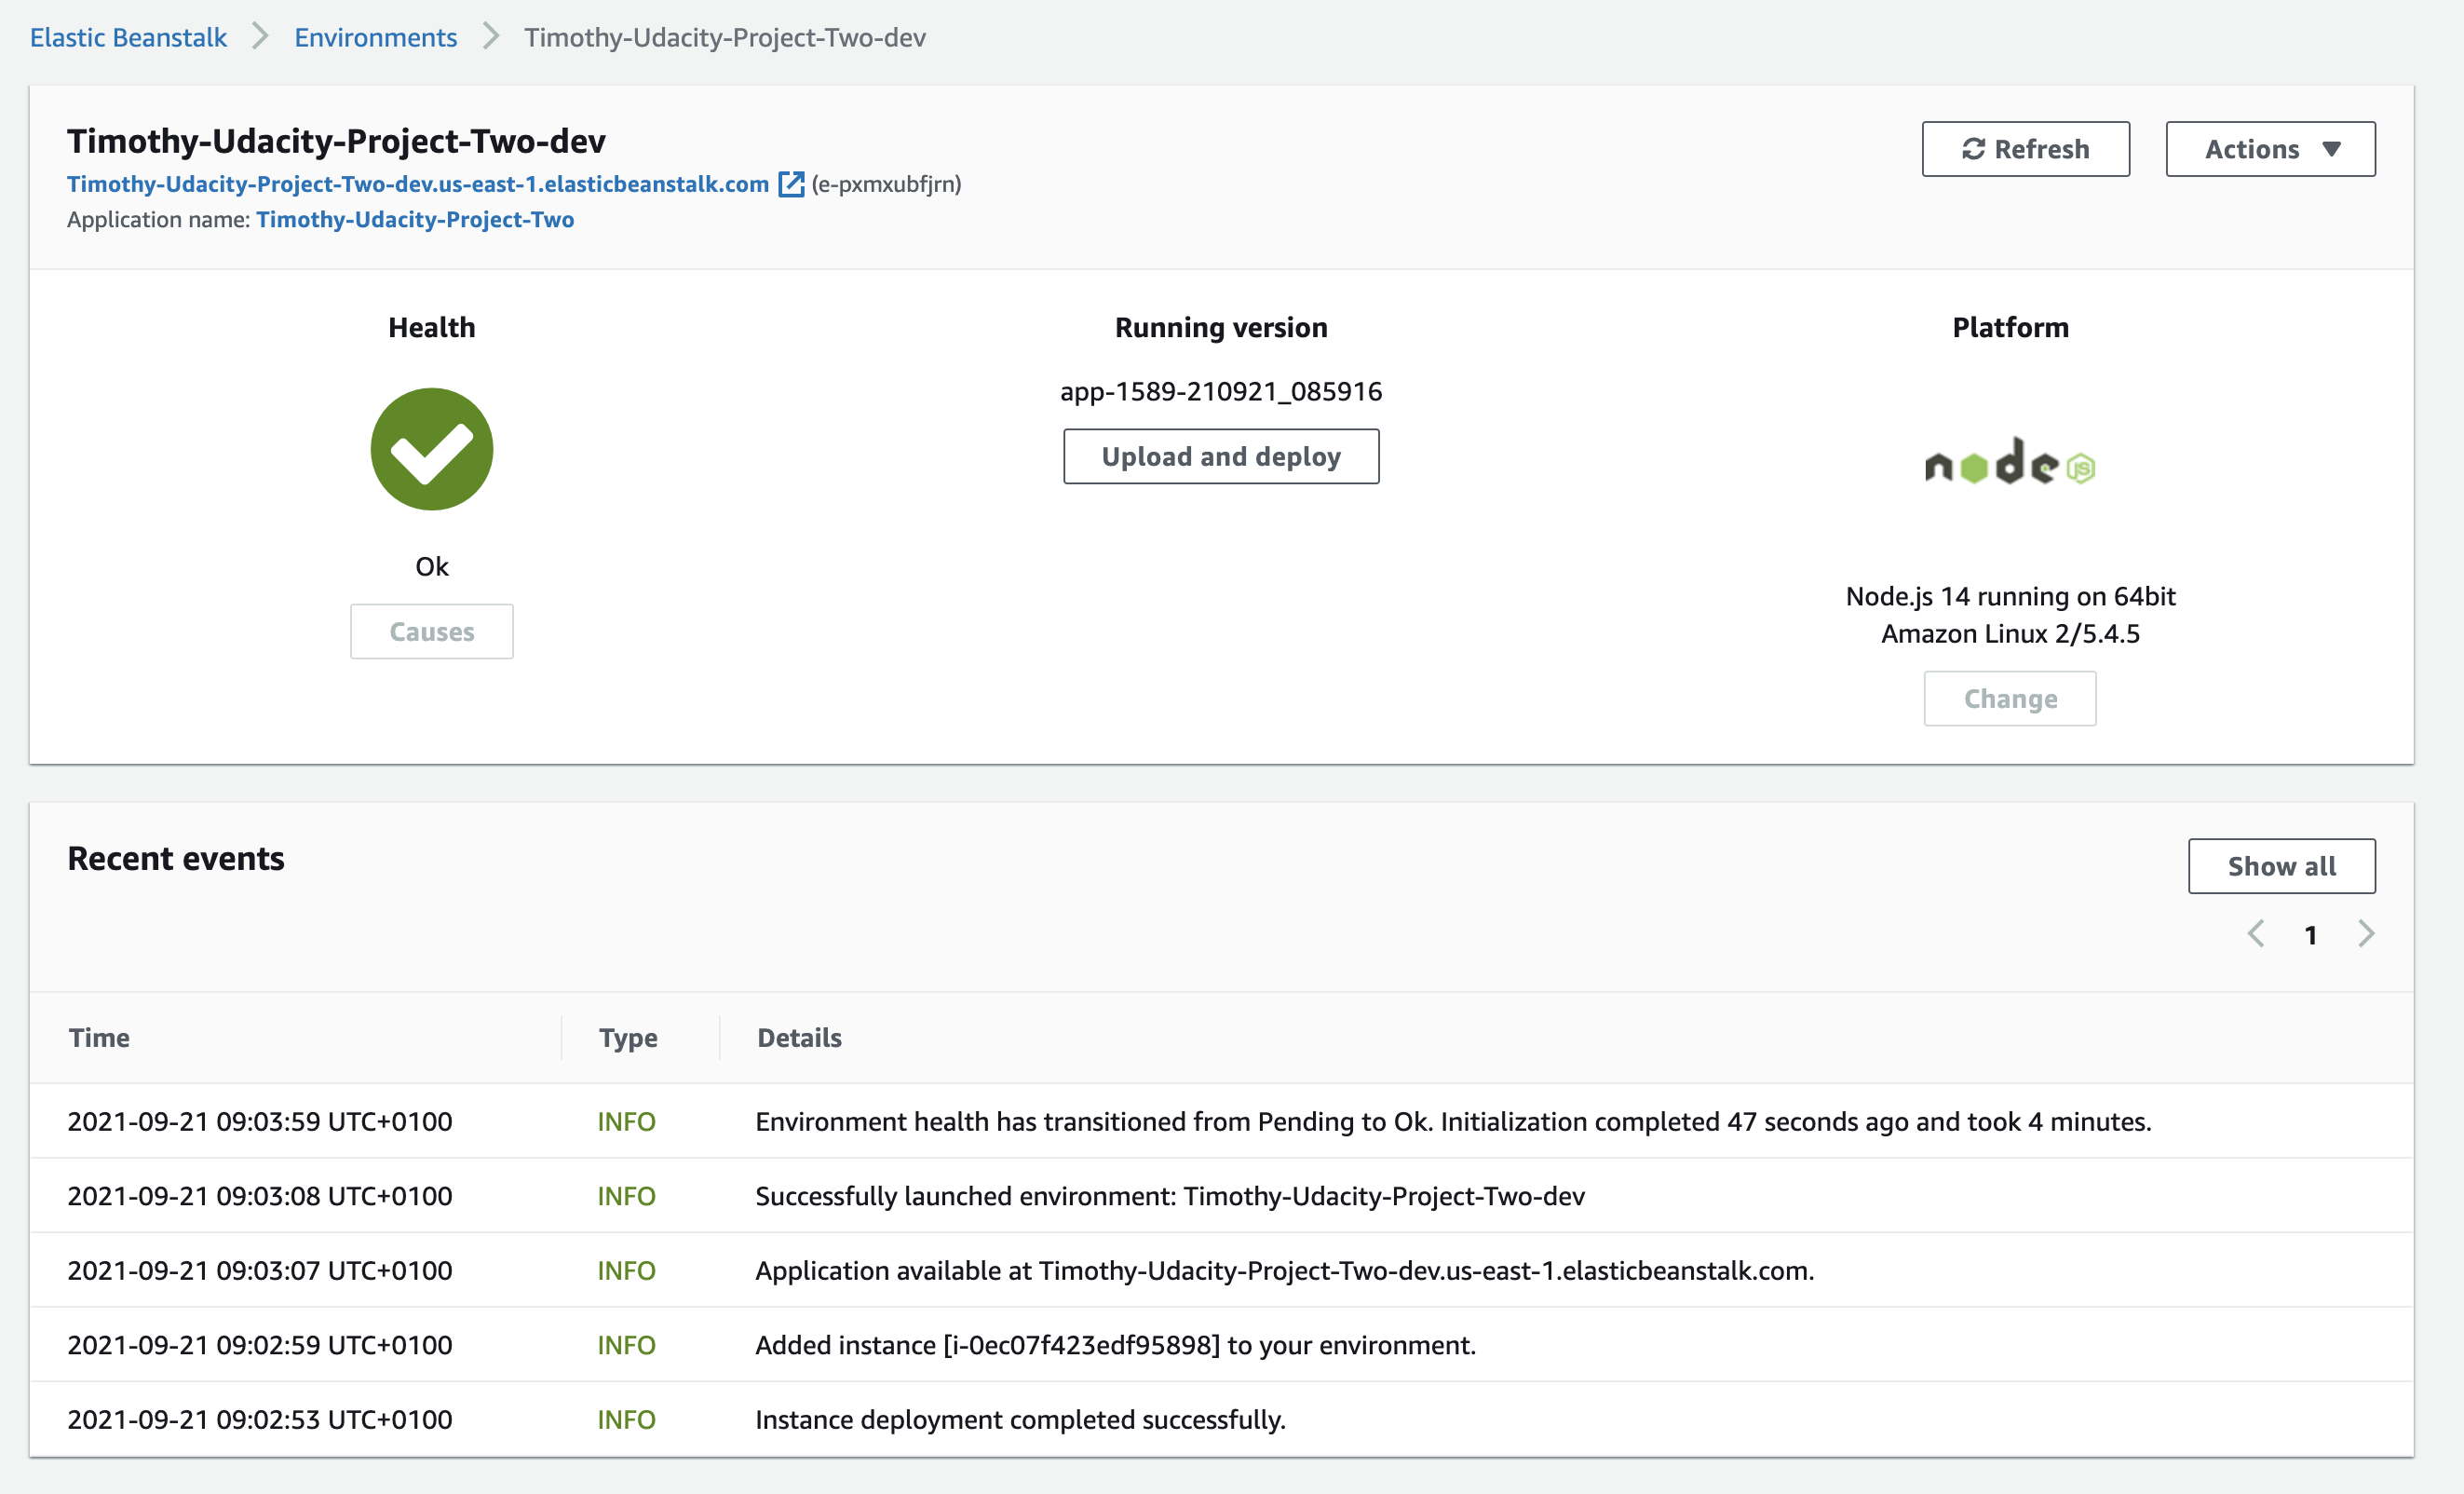 Elastic Beanstalk > Environments > Timothy-Udacity-Project-Two-dev
Timothy-Udacity-Project-Two-dev
Refresh
Actions
Timothy-Udacity-Project-Two-dev.us-east-1.elasticbeanstalk.com (e-pxmxubfjrn)
Application name: Timothy-Udacity-Project-Two
Health
Ok
Causes
Running version
app-1589-210921_085916
Upload and deploy
Platform
node JS
Node.js 14 running on 64bit
Amazon Linux 2/5.4.5
Change
Recent events
Show all
1
Time Type Details
2021-09-21 09:03:59 UTC+0100 INFO Environment health has transitioned from Pending to Ok. Initialization completed 47 seconds ago and took 4 minutes.
2021-09-21 09:03:08 UTC+0100 INFO Successfully launched environment: Timothy-Udacity-Project-Two-dev
2021-09-21 09:03:07 UTC+0100 INFO Application available at Timothy-Udacity-Project-Two-dev.us-east-1.elasticbeanstalk.com.
2021-09-21 09:02:59 UTC+0100 INFO Added instance [i-0ec07f423edf95898] to your environment.
2021-09-21 09:02:53 UTC+0100 INFO Instance deployment completed successfully.